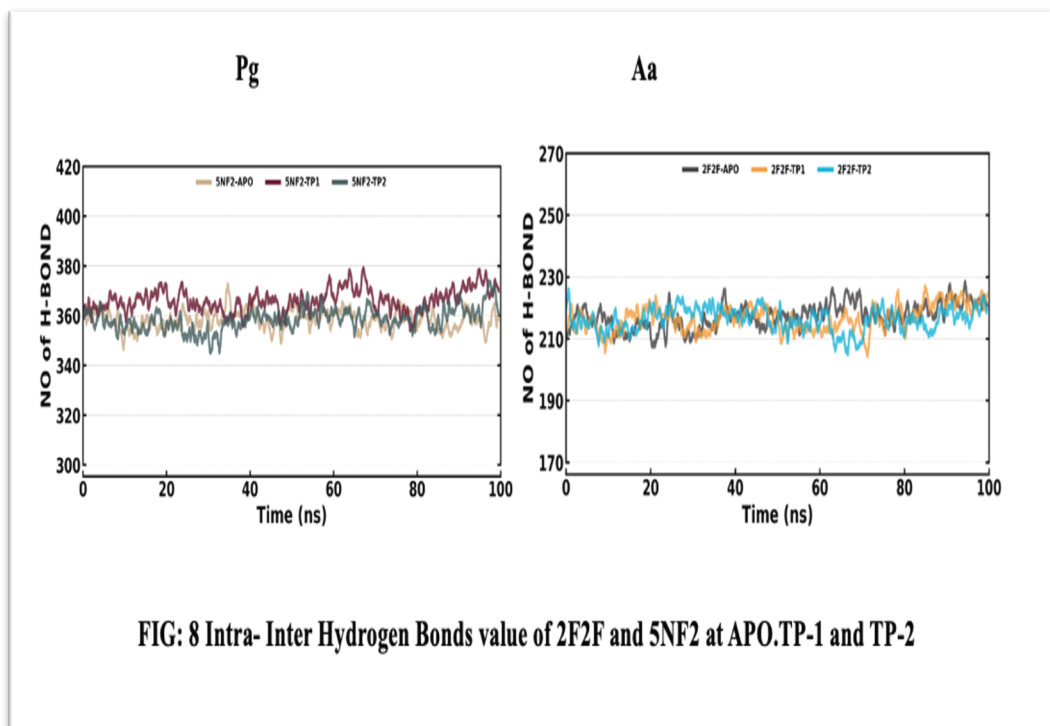 Pg
Aa
420
400
380
360
340
320
300
NO of H-BOND
5NF2-APO 5NF2-TP1 5NF2-TP2
0 20 40 60 80 100
Time (ns)
270
250
230
210
190
170
NO of H-BOND
2F2F-APO 2F2F-TP1 2F2F-TP2
0 20 40 60 80 100
Time (ns)
FIG: 8 Intra- Inter Hydrogen Bonds value of 2F2F and 5NF2 at APO.TP-1 and TP-2